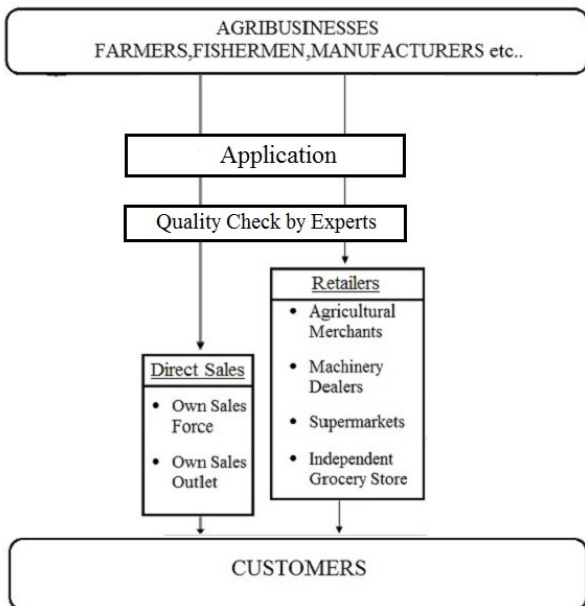 AGRIBUSINESSES
FARMERS,FISHERMEN,MANUFACTURERS etc..
Application
Quality Check by Experts
Retailers
• Agricultural
Merchants
• Machinery
Dealers
• Supermarkets
• Independent
Grocery Store
Direct Sales
• Own Sales
Force
• Own Sales
Outlet
CUSTOMERS